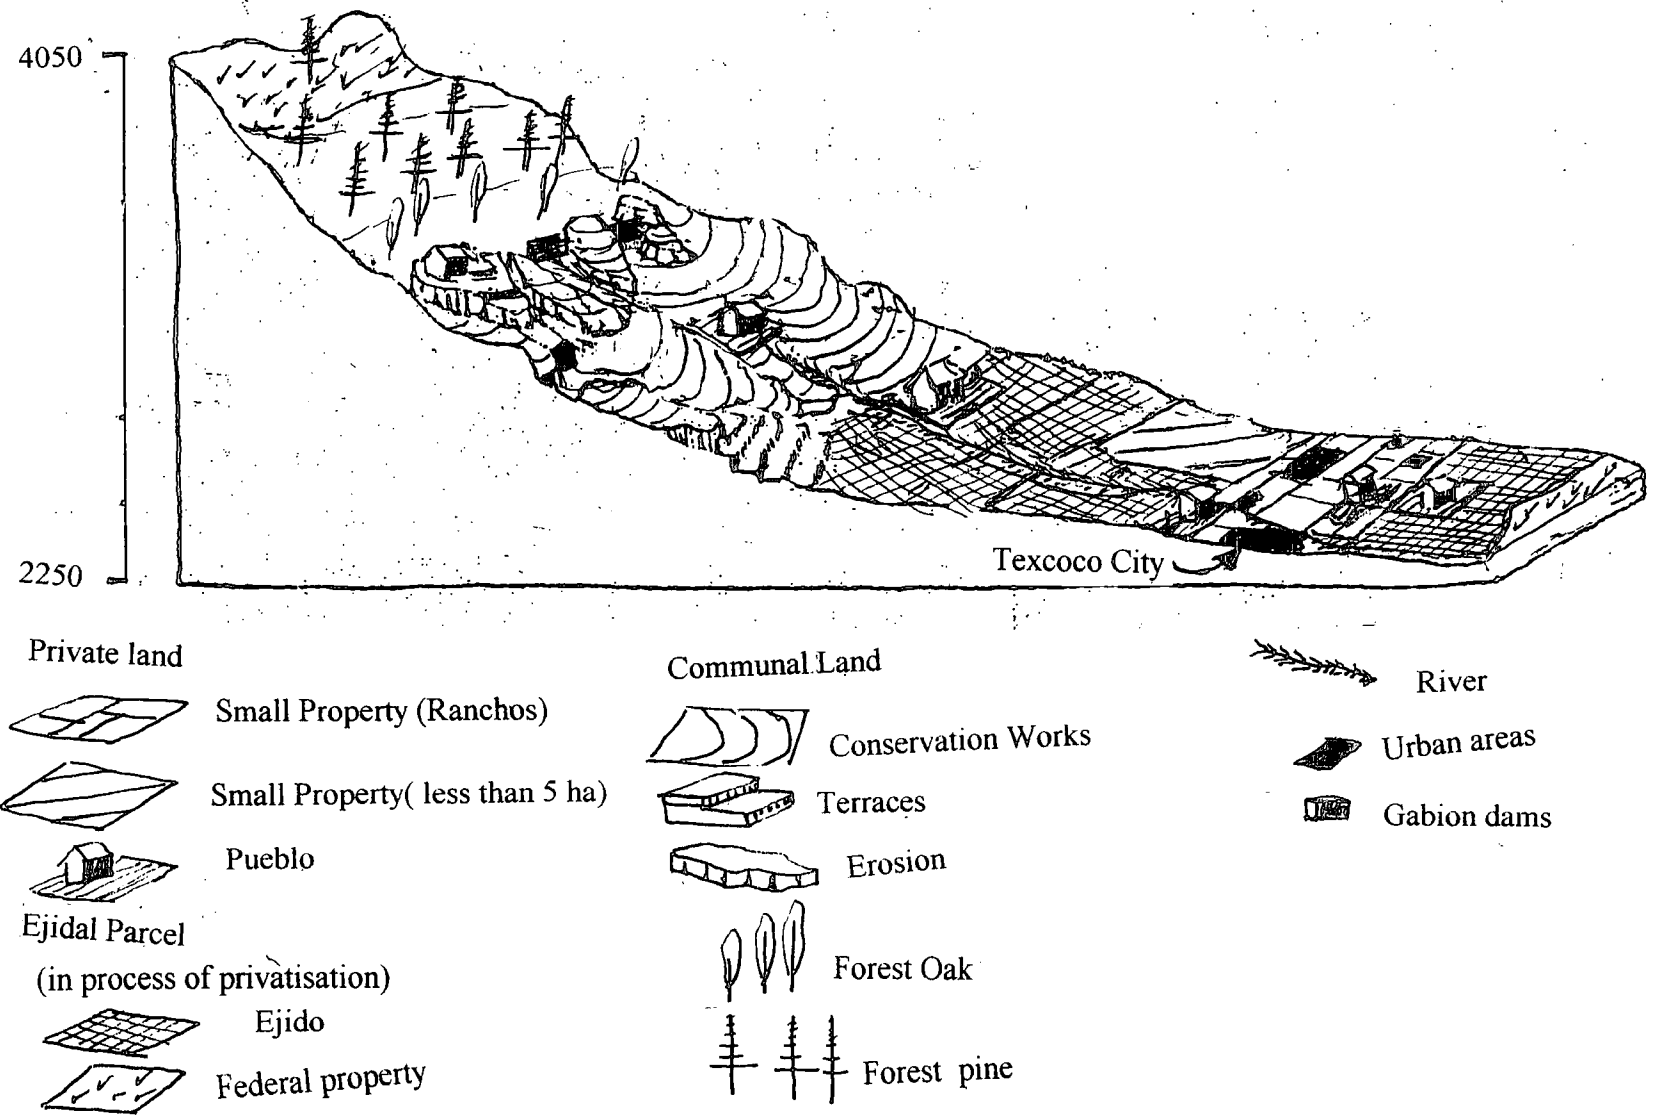 4050
2250
Texcoco City
Private land
Small Property (Ranchos)
Small Property( less than 5 ha)
Pueblo
Ejidal Parcel
(in process of privatisation)
Ejido
Federal property
Communal Land
Conservation Works
Terraces
Erosion
Forest Oak
Forest pine
River
Urban areas
Gabion dams